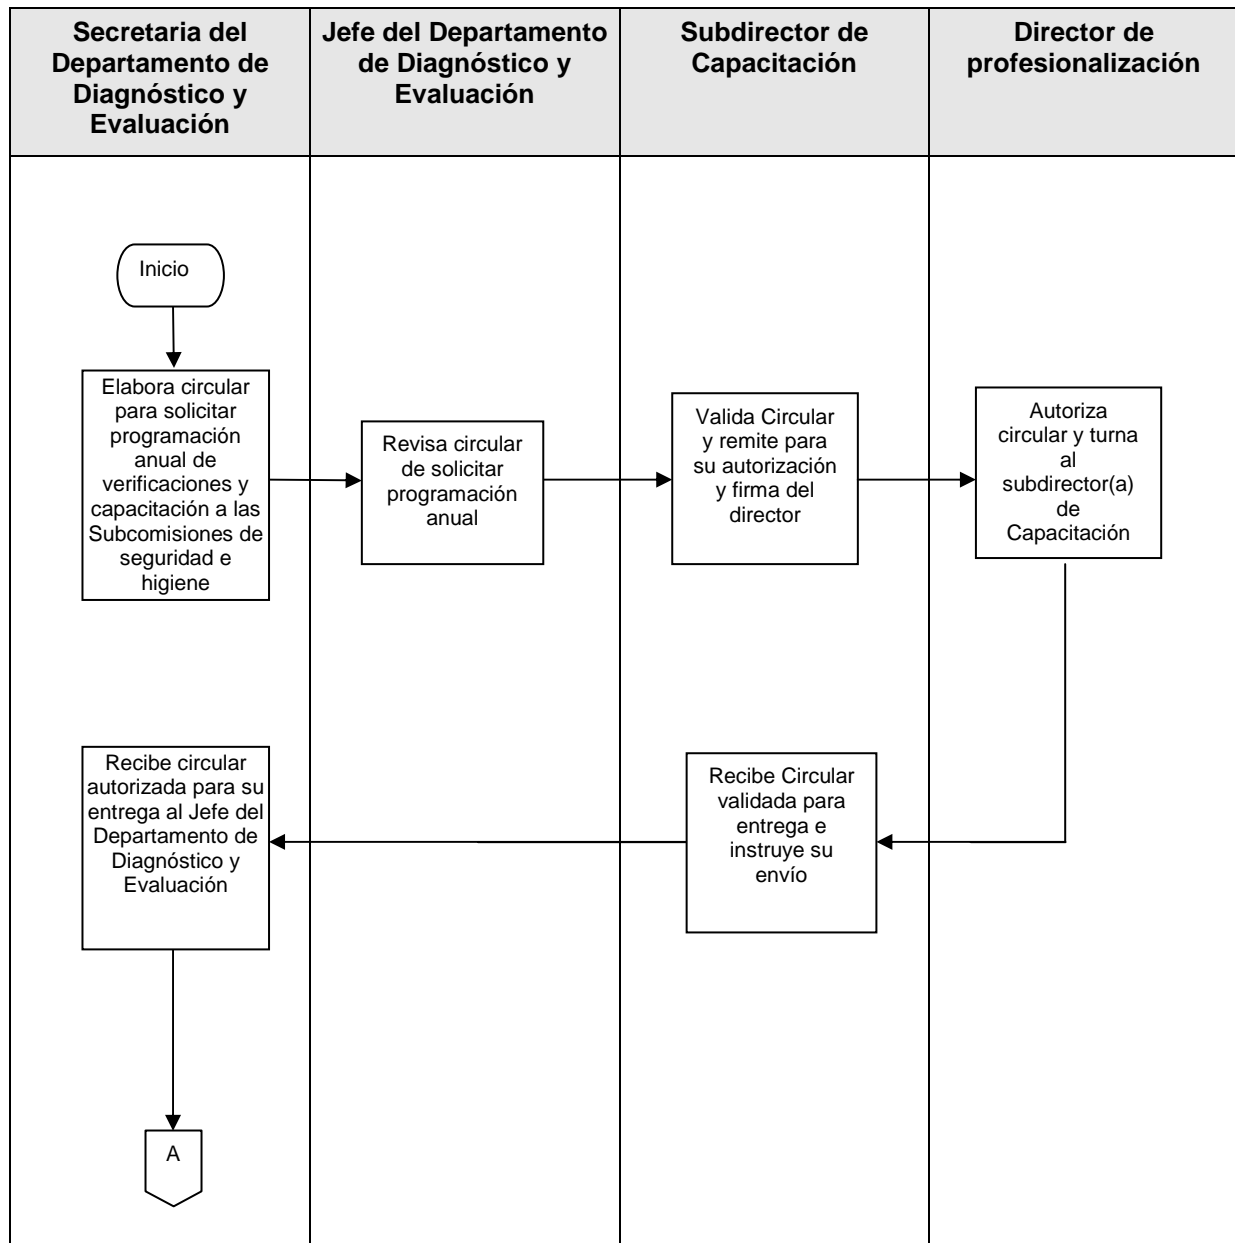 Secretaria del
Departamento de
Diagnóstico y
Evaluación
Jefe del Departamento
de Diagnóstico y
Evaluación
Subdirector de
Capacitación
Director de
profesionalización
Inicio
Elabora circular
para solicitar
programación
anual de
verificaciones y
capacitación a las
Subcomisiones de
seguridad e
higiene
Revisa circular
de solicitar
programación
anual
Valida Circular
y remite para
su autorización
y firma del
director
Autoriza
circular y turna
al
subdirector(a)
de
Capacitación
Recibe circular
autorizada para su
entrega al Jefe del
Departamento de
Diagnóstico y
Evaluación
Recibe Circular
validada para
entrega e
instruye su
envío
A